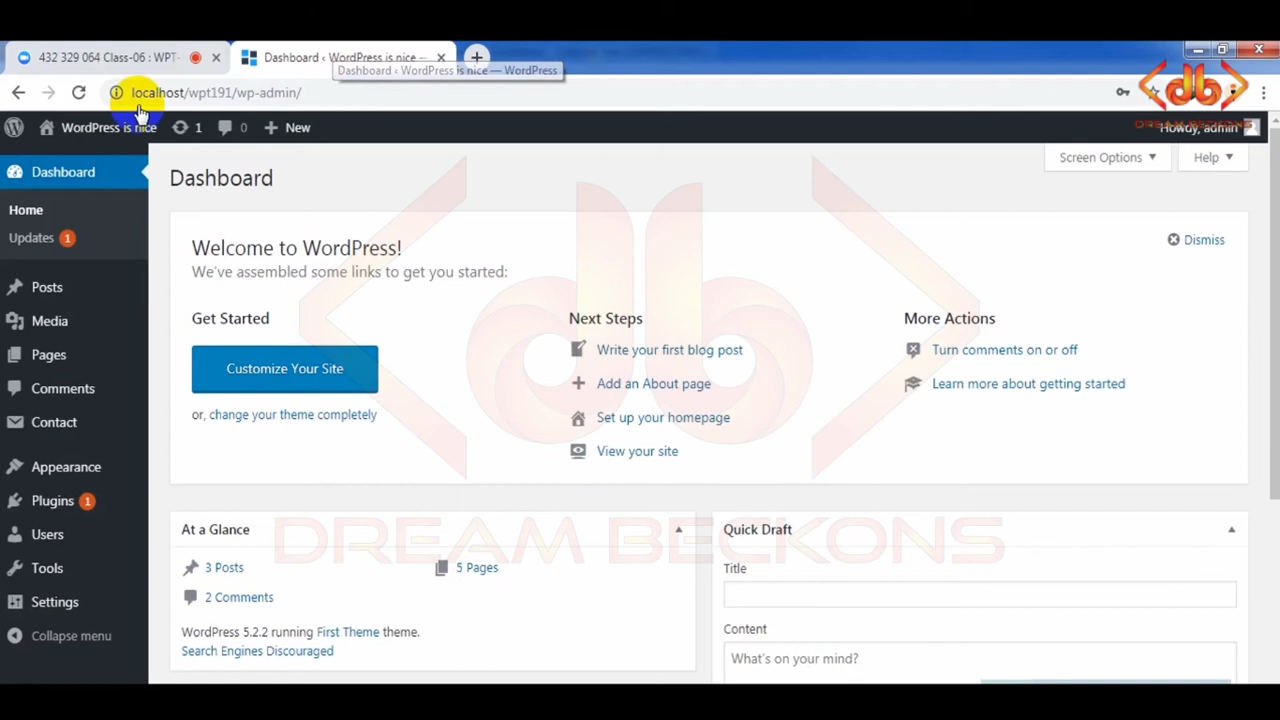 432 329 064 Class-06 : WPT-
Dashboard ‹ WordPress is nice —
Dashboard ‹ WordPress is nice — WordPress
localhost/wpt191/wp-admin/
WordPress is nice 1 0 New
Howdy, admin
DREAM BECKONS
Dashboard
Home
Updates 1
Posts
Media
Pages
Comments
Contact
Appearance
Plugins 1
Users
Tools
Settings
Collapse menu
Screen Options
Help
Dashboard
Welcome to WordPress!
We've assembled some links to get you started:
Dismiss
Get Started
Customize Your Site
or, change your theme completely
Next Steps
Write your first blog post
Add an About page
Set up your homepage
View your site
More Actions
Turn comments on or off
Learn more about getting started
DREAM BECKONS
At a Glance
3 Posts
5 Pages
2 Comments
WordPress 5.2.2 running First Theme theme.
Search Engines Discouraged
Quick Draft
Title
Content
What's on your mind?